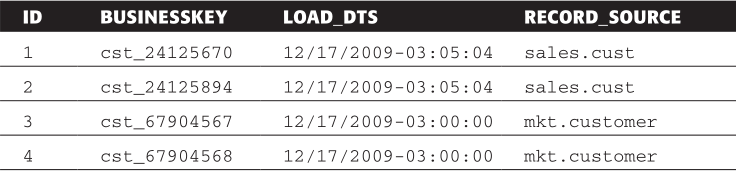 ID BUSINESSKEY LOAD_DTS RECORD_SOURCE
1 cst_24125670 12/17/2009-03:05:04 sales.cust
2 cst_24125894 12/17/2009-03:05:04 sales.cust
3 cst_67904567 12/17/2009-03:00:00 mkt.customer
4 cst_67904568 12/17/2009-03:00:00 mkt.customer